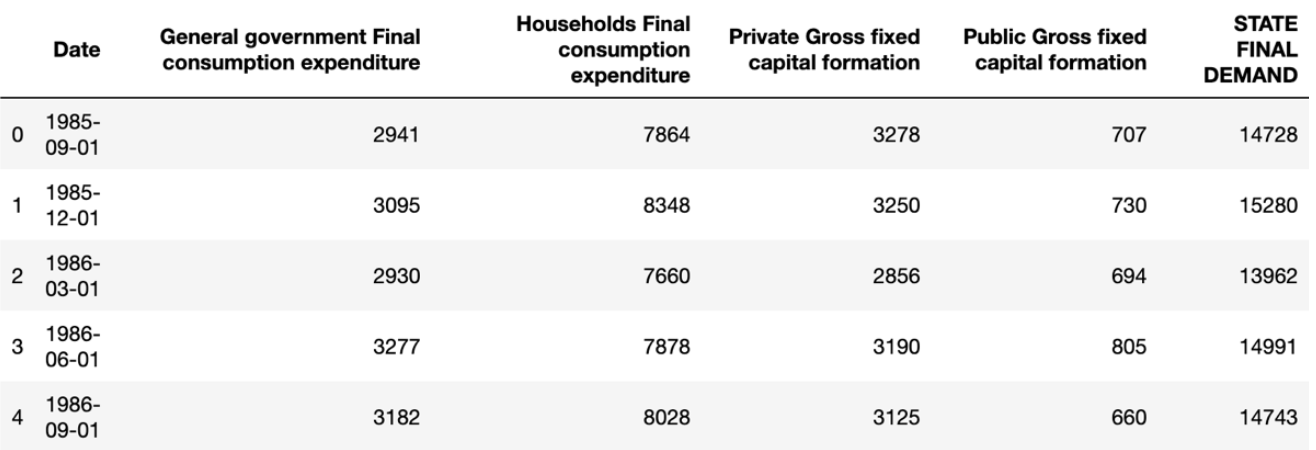 Date General government Final consumption expenditure Households Final consumption expenditure Private Gross fixed capital formation Public Gross fixed capital formation STATE FINAL DEMAND
0 1985-09-01 2941 7864 3278 707 14728
1 1985-12-01 3095 8348 3250 730 15280
2 1986-03-01 2930 7660 2856 694 13962
3 1986-06-01 3277 7878 3190 805 14991
4 1986-09-01 3182 8028 3125 660 14743